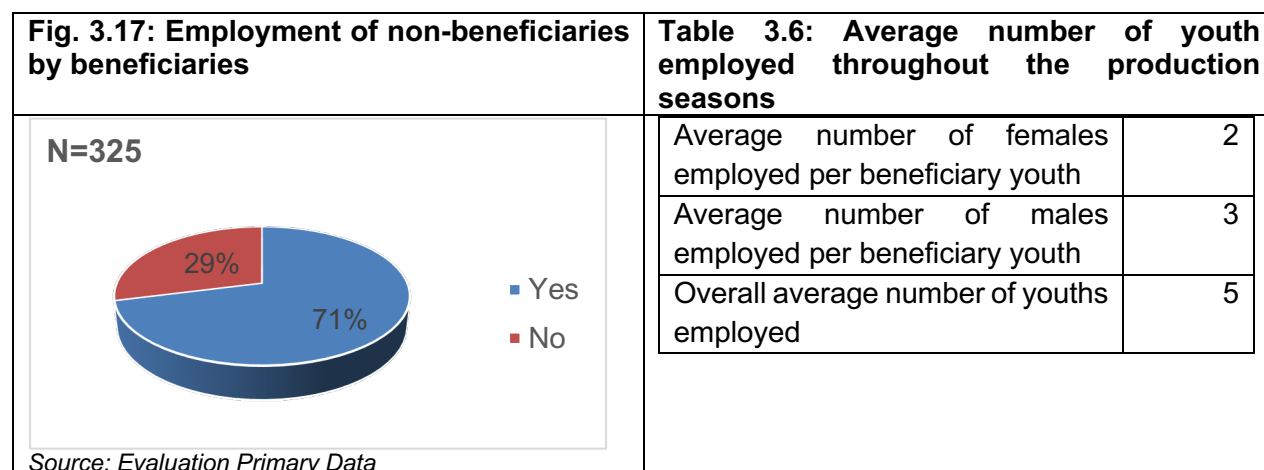 Fig. 3.17: Employment of non-beneficiaries
by beneficiaries
N=325
29%
71%
Yes
No
Source: Evaluation Primary Data
Table 3.6: Average number of youth
employed throughout the production
seasons
Average number of females
employed per beneficiary youth
2
Average number of males
employed per beneficiary youth
3
Overall average number of youths
employed
5